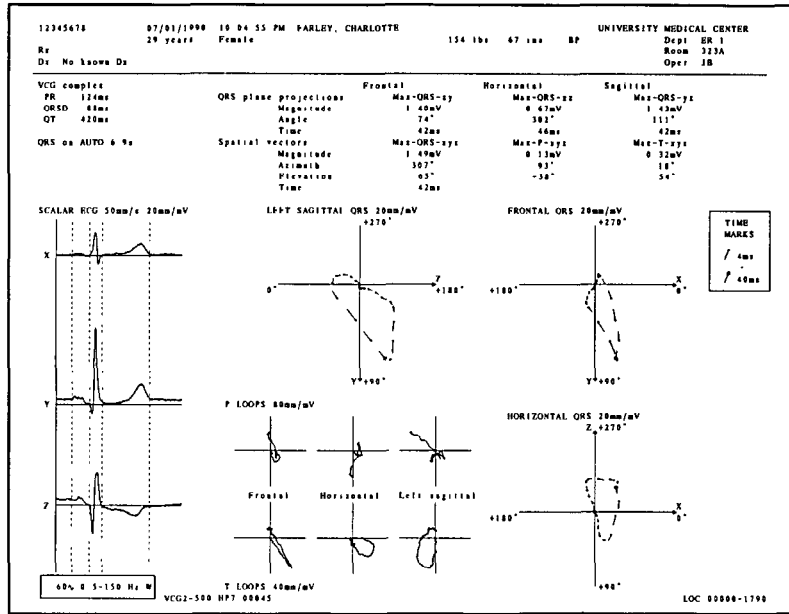 12345678 07/01/1990 10 04 55 PM FARLEY, CHARLOTTE UNIVERSITY MEDICAL CENTER
29 years Female 154 lbs 67 ins BP Dept ER 1
Rx Room 323A
Dx No known Dx Oper JB
VCG complex Frontal Horizontal Sagittal
PR 124ms QRS plane projections Max-QRS-xy Max-QRS-xz Max-QRS-yz
QRSD 88ms Magnitude 1 40mV 0 67mV 1 43mV
QT 420ms Angle 74° 302° 111°
Time 42ms 46ms 42ms
QRS on AUTO 6 9s Spatial vectors Max-QRS-xyz Max-P-xyz Max-T-xyz
Magnitude 1 49mV 0 13mV 0 32mV
Azimuth 307° 93° 18°
Elevation 65° -38° 54°
Time 42ms
SCALAR ECG 50mm/s 20mm/mV LEFT SAGITTAL QRS 20mm/mV FRONTAL QRS 20mm/mV
+270° +270° TIME
MARKS
X 4ms
40ms
Z X
0° +180° +180° 0°
Y +90° Y +90°
Y
P LOOPS 80mm/mV HORIZONTAL QRS 20mm/mV
Z +270°
Frontal Horizontal Left sagittal
Z X
+180° 0°
+90°
60~ 0 5-150 Hz W T LOOPS 40mm/mV
VCG2-500 HP7 00045 LOC 00000-1790